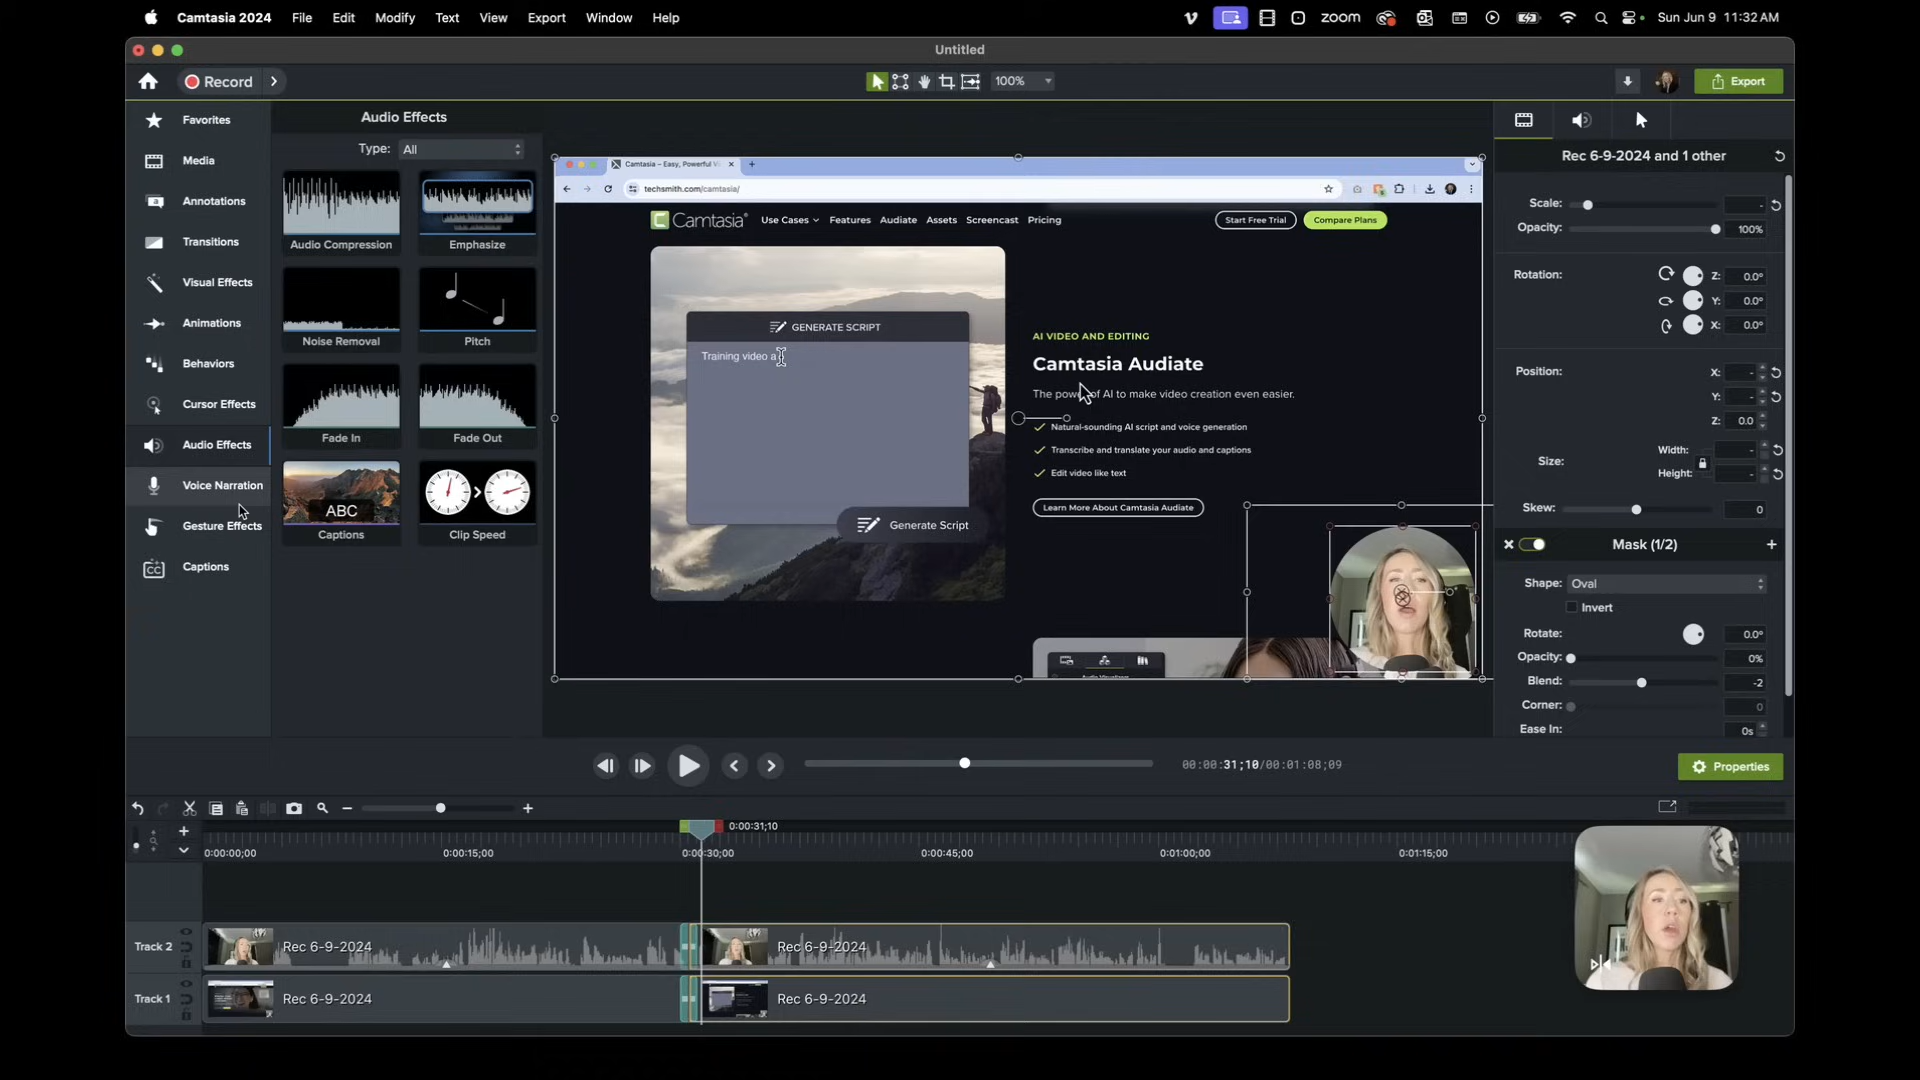 Camtasia 2024 File Edit Modify Text View Export Window Help
zoom Sun Jun 9 11:32 AM
Untitled
Record 100% Export
Favorites
Media
Annotations
Transitions
Visual Effects
Animations
Behaviors
Cursor Effects
Audio Effects
Voice Narration
Gesture Effects
Captions
Audio Effects
Type: All
Audio Compression
Emphasize
Noise Removal
Pitch
Fade In
Fade Out
ABC
Captions
Clip Speed
Camtasia – Easy, Powerful V
techsmith.com/camtasia/
Camtasia® Use Cases Features Audiate Assets Screencast Pricing Start Free Trial Compare Plans
GENERATE SCRIPT
Training video a
Generate Script
AI VIDEO AND EDITING
Camtasia Audiate
The power of AI to make video creation even easier.
Natural-sounding AI script and voice generation
Transcribe and translate your audio and captions
Edit video like text
Learn More About Camtasia Audiate
Rec 6-9-2024 and 1 other
Scale: -
Opacity: 100%
Rotation: Z: 0.0°
Y: 0.0°
X: 0.0°
Position: X: -
Y: -
Z: 0.0
Size: Width: -
Height: -
Skew: 0
Mask (1/2)
Shape: Oval
Invert
Rotate: 0.0°
Opacity: 0%
Blend: -2
Corner: 0
Ease In: 0s
00:00:31;10/00:01:08;09
Properties
0:00:31;10
0:00:00;00 0:00:15;00 0:00:30;00 0:00:45;00 0:01:00;00 0:01:15;00
Track 2 Rec 6-9-2024 Rec 6-9-2024
Track 1 Rec 6-9-2024 Rec 6-9-2024